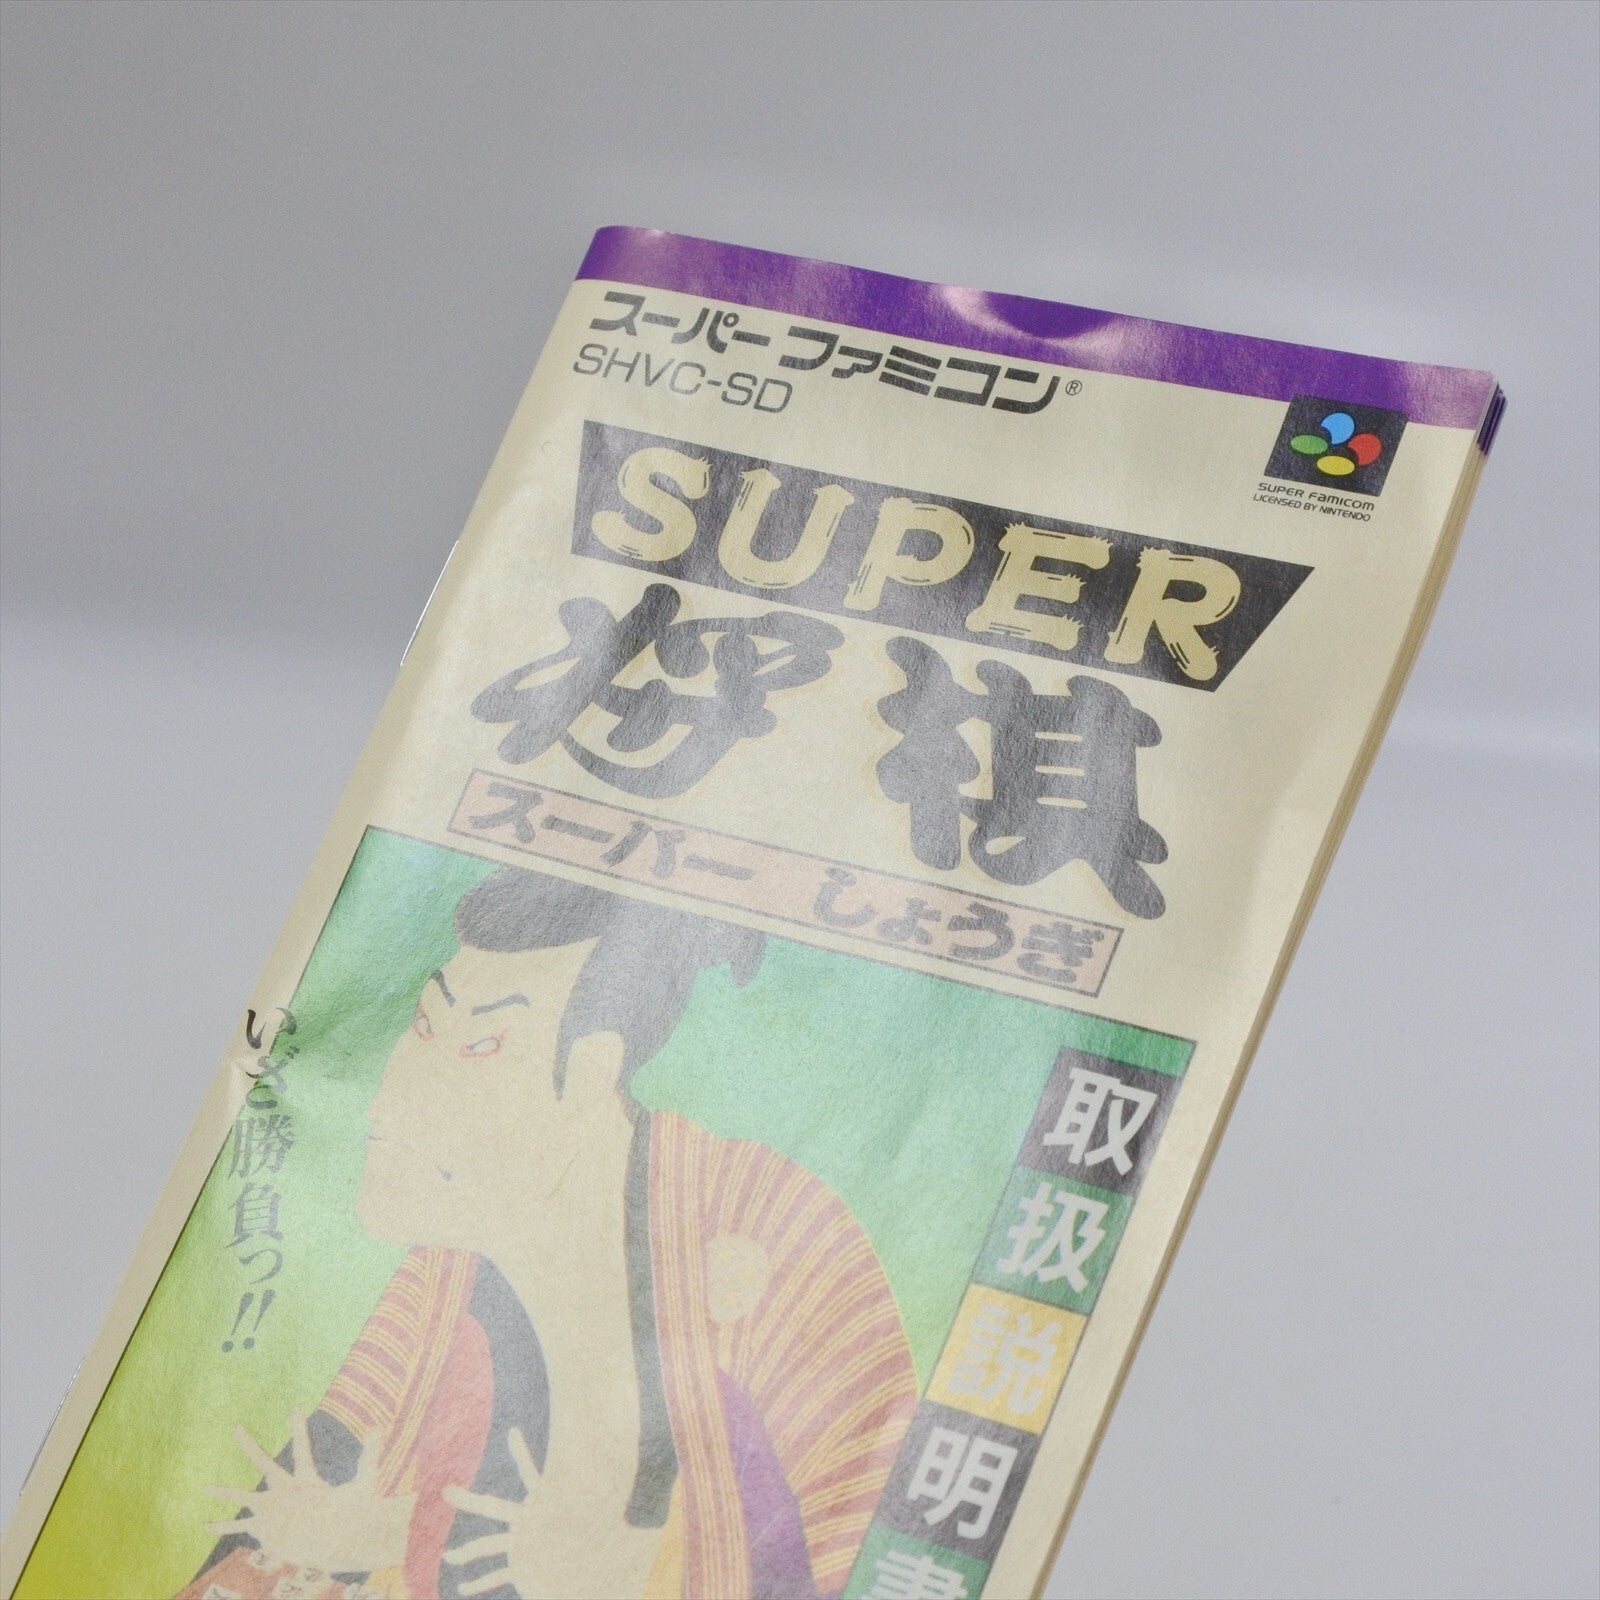 スーパーファミコン®
SHVC-SD
SUPER FAMICOM
LICENSED BY NINTENDO
SUPER
将棋
スーパーしょうぎ
いざ勝負っ!!
取扱説明書